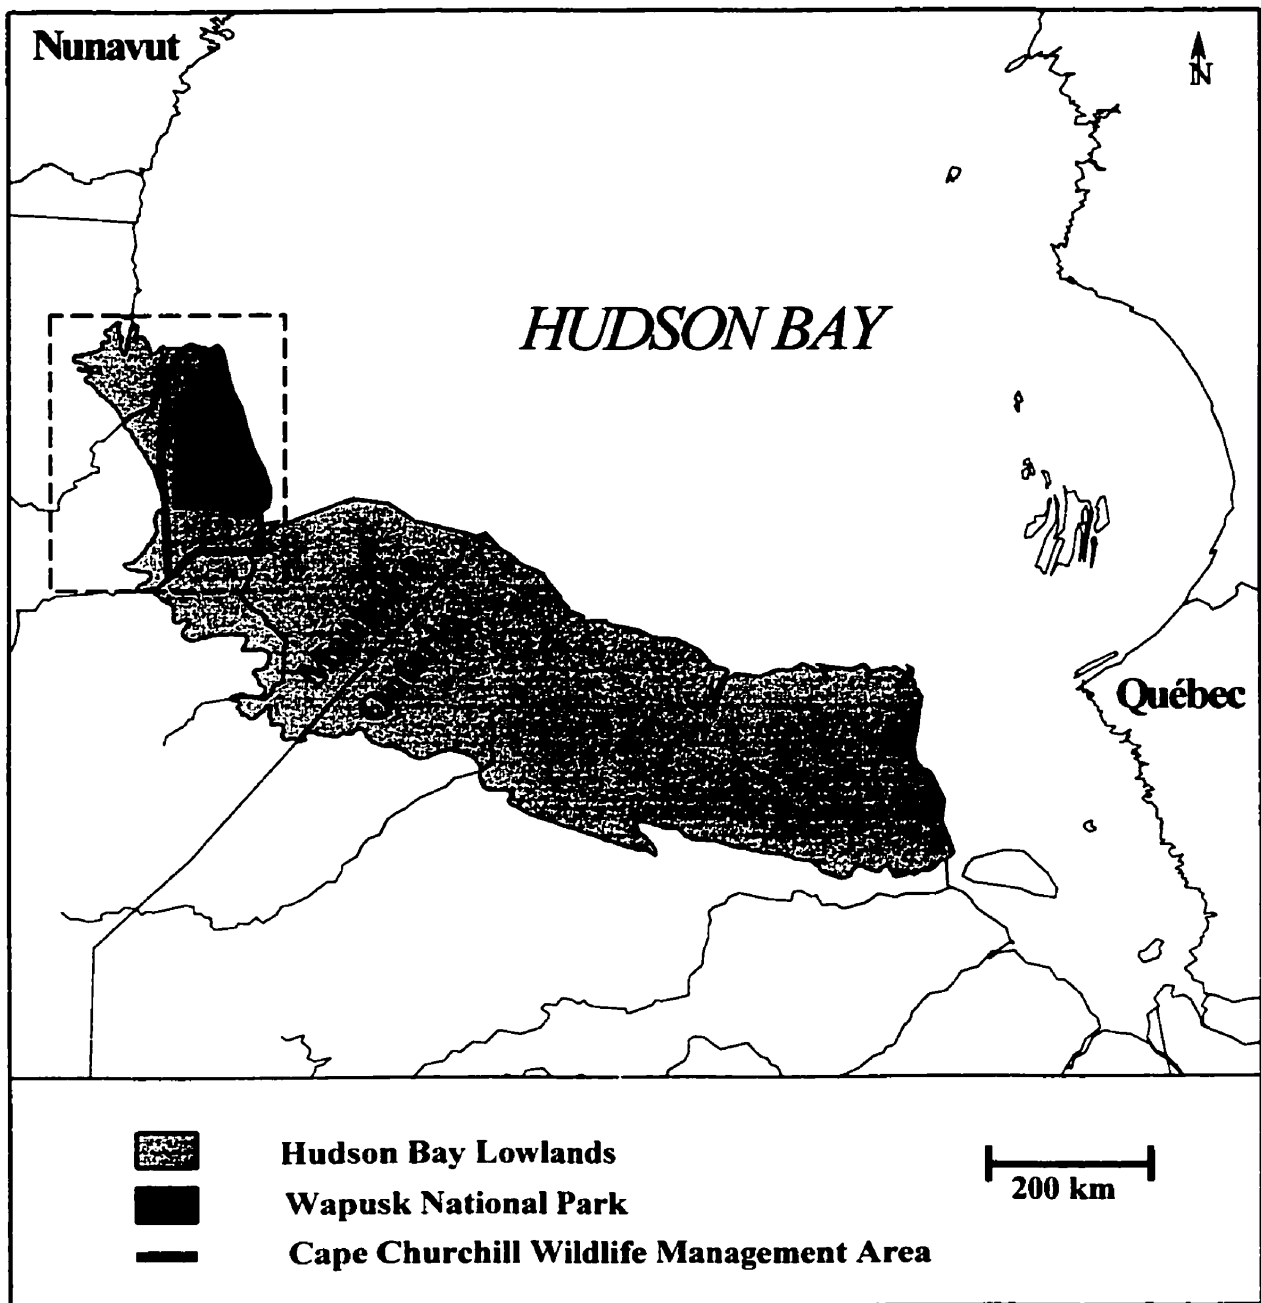 Nunavut
N
HUDSON BAY
Québec
Hudson Bay Lowlands
Wapusk National Park
200 km
Cape Churchill Wildlife Management Area